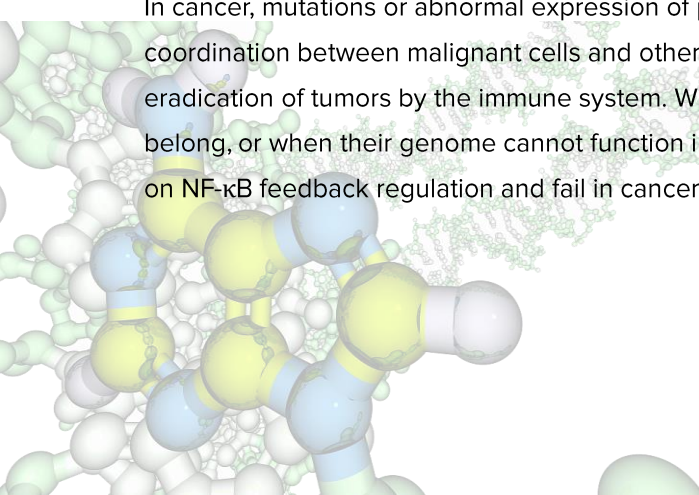 In cancer, mutations or abnormal expression of
coordination between malignant cells and other
eradication of tumors by the immune system. W
belong, or when their genome cannot function i
on NF-κB feedback regulation and fail in cancer